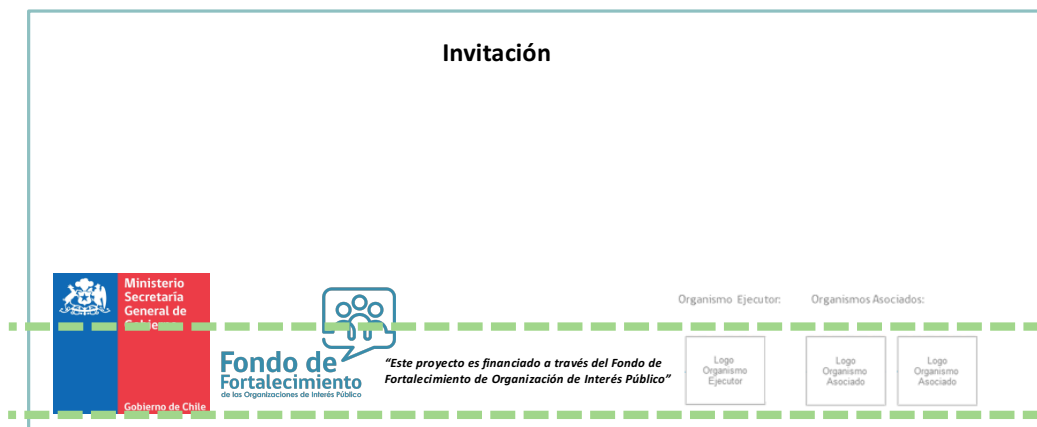 Invitación
Ministerio
Secretaría
General de
Gobierno
Gobierno de Chile
Fondo de
Fortalecimiento
de las Organizaciones de Interés Público
“Este proyecto es financiado a través del Fondo de
Fortalecimiento de Organización de Interés Público”
Organismo Ejecutor:
Organismos Asociados:
Logo
Organismo
Ejecutor
Logo
Organismo
Asociado
Logo
Organismo
Asociado